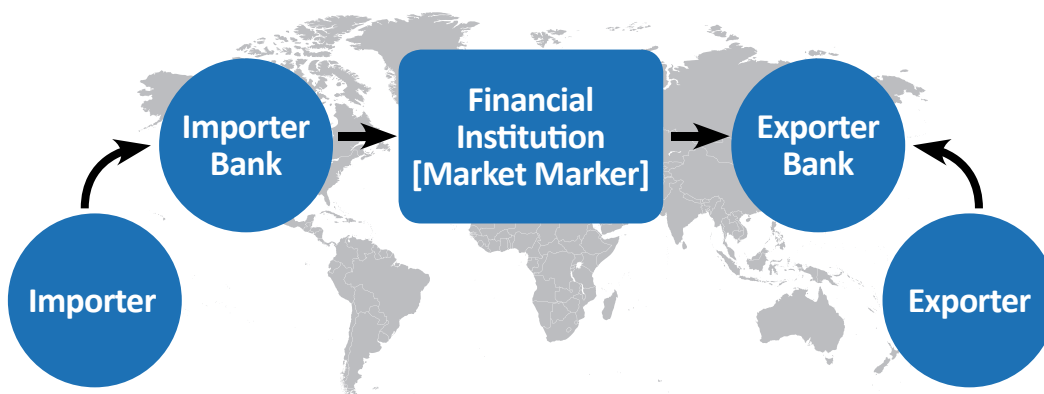 Importer
Bank
Financial
Institution
[Market Marker]
Exporter
Bank
Importer
Exporter